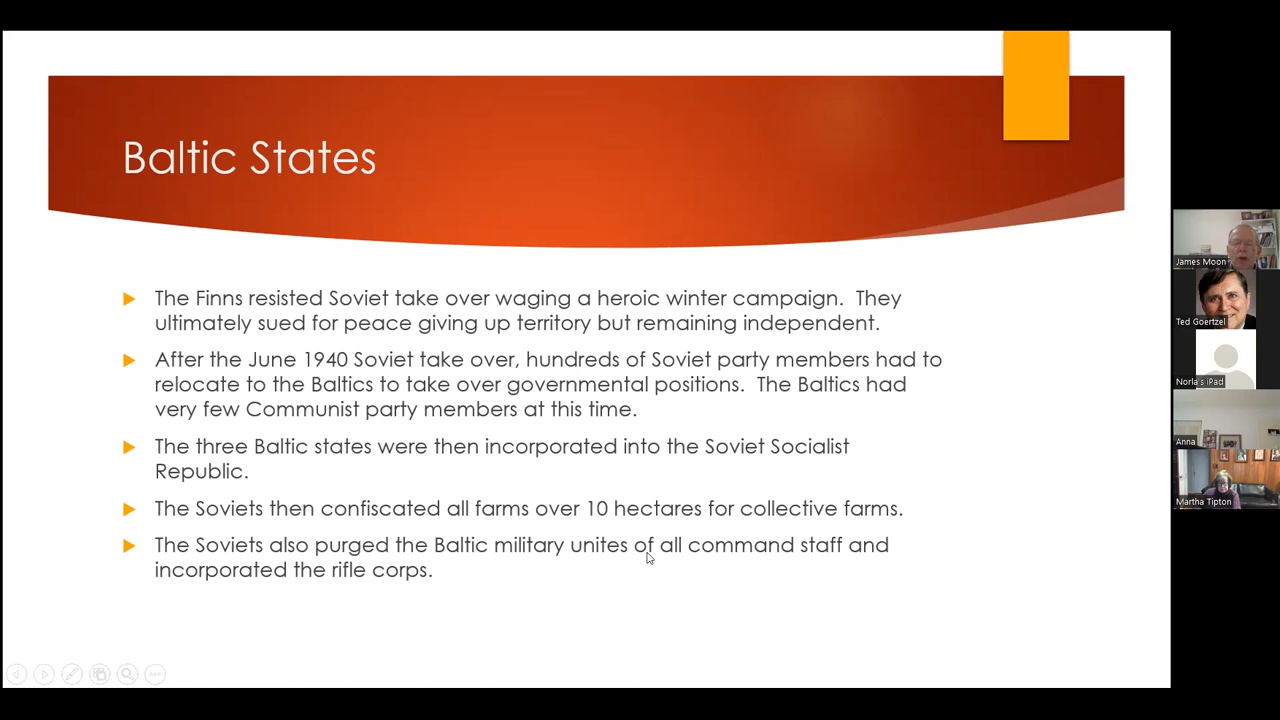 Baltic States
The Finns resisted Soviet take over waging a heroic winter campaign.  They
ultimately sued for peace giving up territory but remaining independent.
After the June 1940 Soviet take over, hundreds of Soviet party members had to
relocate to the Baltics to take over governmental positions.  The Baltics had
very few Communist party members at this time.
The three Baltic states were then incorporated into the Soviet Socialist
Republic.
The Soviets then confiscated all farms over 10 hectares for collective farms.
The Soviets also purged the Baltic military unites of all command staff and
incorporated the rifle corps.
James Moon
Ted Goertzel
Norla's iPad
Anna
Martha Tipton